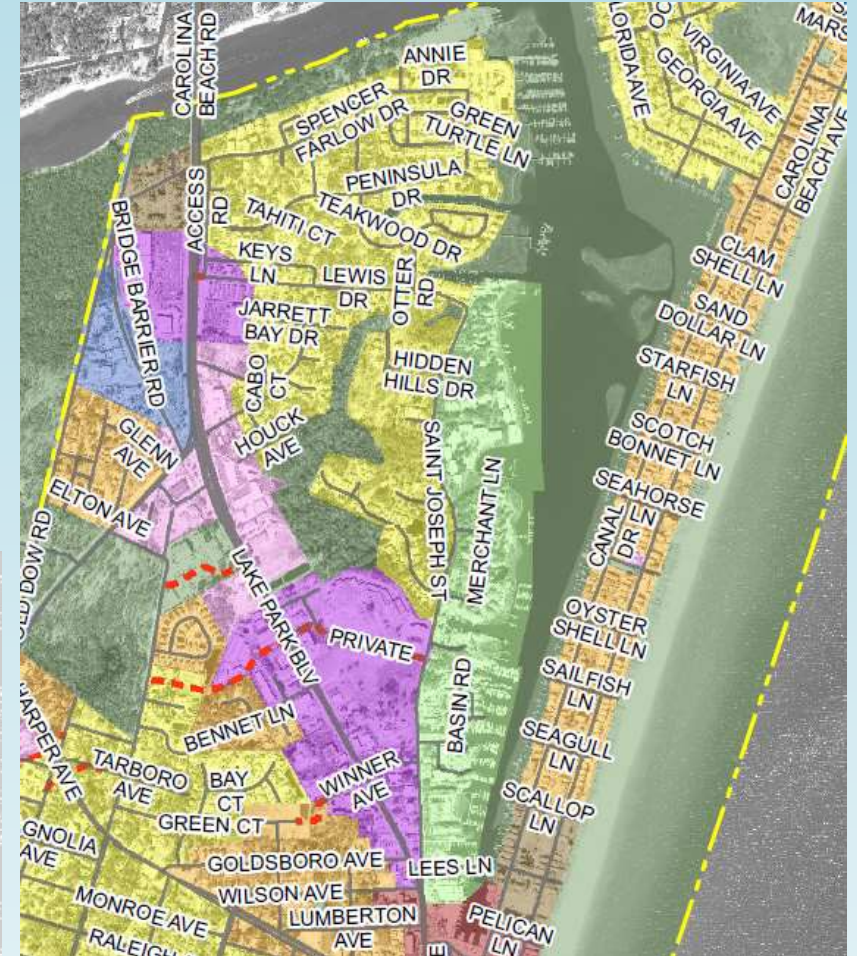 CAROLINA
BEACH RD
ANNIE
DR
SPENCER
FARLOW DR
GREEN
TURTLE LN
PENINSULA
DR
TEAKWOOD DR
TAHITI CT
ACCESS
RD
KEYS
LN
LEWIS
DR
OTTER
RD
JARRETT
BAY DR
BRIDGE BARRIER RD
CABO
CT
HOUCK
AVE
HIDDEN
HILLS DR
GLENN
AVE
ELTON AVE
SAINT JOSEPH ST
MERCHANT LN
LAKE PARK BLV
PRIVATE
BASIN RD
BENNET LN
WINNER
AVE
HARPER AVE
TARBORO
AVE
BAY
CT
GREEN CT
GOLDSBORO AVE
LEES LN
WILSON AVE
LUMBERTON
AVE
MONROE AVE
PELICAN
LN
VIRGINIA AVE
GEORGIA AVE
CAROLINA
BEACH AVE
CLAM
SHELL LN
SAND
DOLLAR LN
STARFISH
LN
SCOTCH
BONNET LN
SEAHORSE
LN
CANAL
DR
OYSTER
SHELL LN
SAILFISH
LN
SEAGULL
LN
SCALLOP
LN